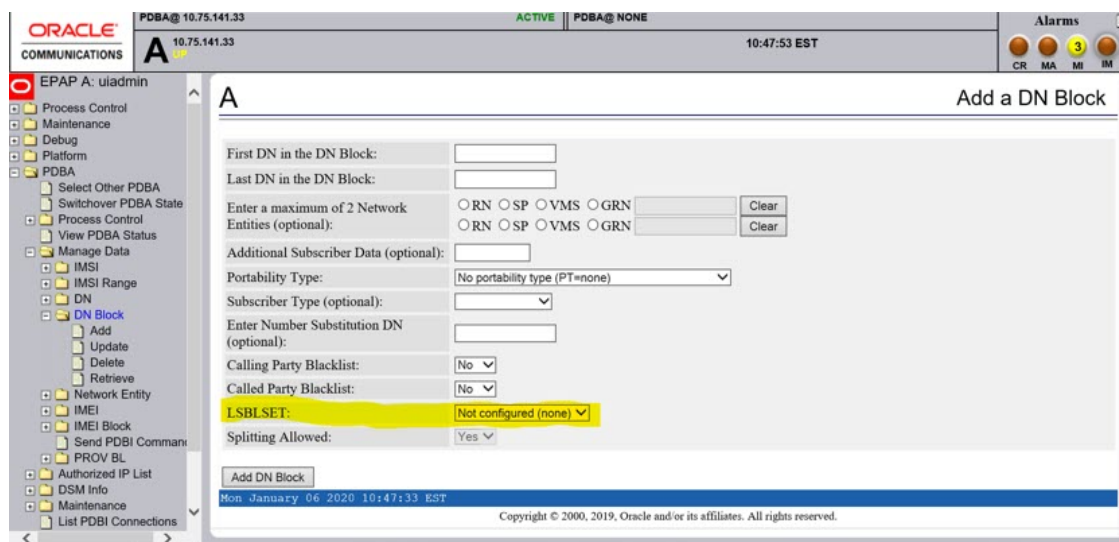 ORACLE
COMMUNICATIONS
PDBA@ 10.75.141.33
ACTIVE
PDBA@ NONE
A 10.75.141.33
UP
10:47:53 EST
Alarms
3
CR MA MI IM
EPAP A: uiadmin
Process Control
Maintenance
Debug
Platform
PDBA
Select Other PDBA
Switchover PDBA State
Process Control
View PDBA Status
Manage Data
IMSI
IMSI Range
DN
DN Block
Add
Update
Delete
Retrieve
Network Entity
IMEI
IMEI Block
Send PDBI Comman
PROV BL
Authorized IP List
DSM Info
Maintenance
List PDBI Connections
A
Add a DN Block
First DN in the DN Block:
Last DN in the DN Block:
Enter a maximum of 2 Network
Entities (optional):
RN SP VMS GRN Clear
RN SP VMS GRN Clear
Additional Subscriber Data (optional):
Portability Type: No portability type (PT=none)
Subscriber Type (optional):
Enter Number Substitution DN
(optional):
Calling Party Blacklist: No
Called Party Blacklist: No
LSBLSET: Not configured (none)
Splitting Allowed: Yes
Add DN Block
Mon January 06 2020 10:47:33 EST
Copyright © 2000, 2019, Oracle and/or its affiliates. All rights reserved.